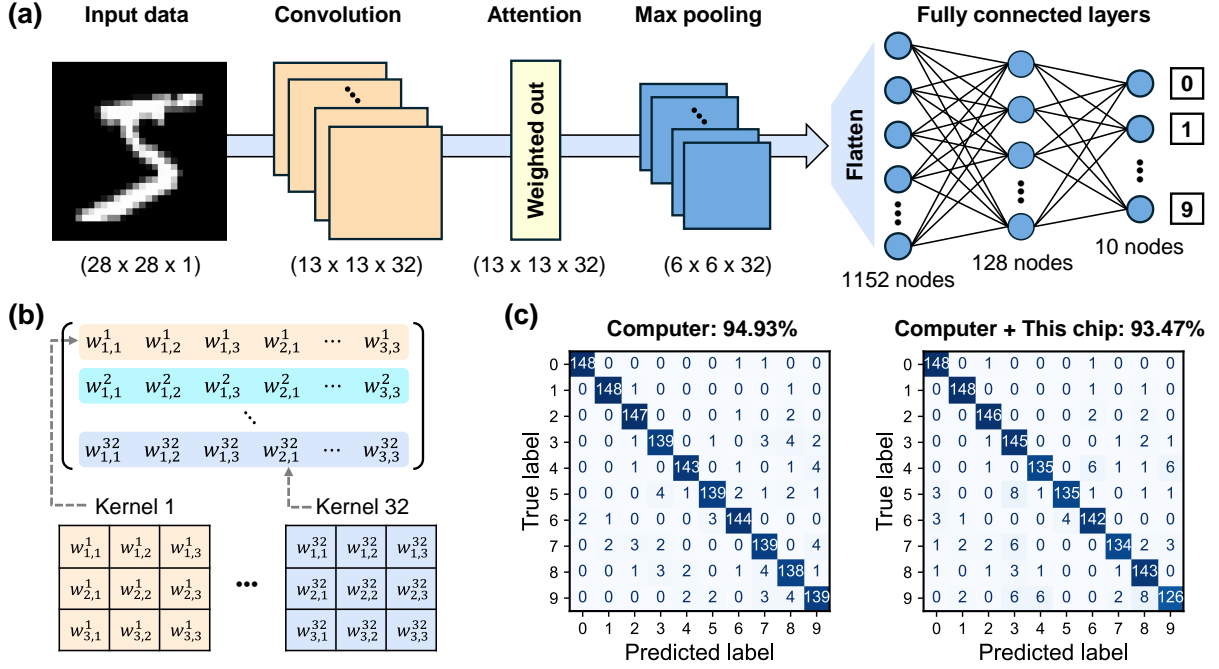 (a)
Input data
Convolution
Attention
Max pooling
Fully connected layers
Weighted out
Flatten
0
1
9
(28 x 28 x 1)
(13 x 13 x 32)
(13 x 13 x 32)
(6 x 6 x 32)
1152 nodes
128 nodes
10 nodes
(b)
w¹₁,₁ w¹₁,₂ w¹₁,₃ w¹₂,₁ ⋯ w¹₃,₃
w²₁,₁ w²₁,₂ w²₁,₃ w²₂,₁ ⋯ w²₃,₃
w³²₁,₁ w³²₁,₂ w³²₁,₃ w³²₂,₁ ⋯ w³²₃,₃
Kernel 1
w¹₁,₁ w¹₁,₂ w¹₁,₃
w¹₂,₁ w¹₂,₂ w¹₂,₃
w¹₃,₁ w¹₃,₂ w¹₃,₃
Kernel 32
w³²₁,₁ w³²₁,₂ w³²₁,₃
w³²₂,₁ w³²₂,₂ w³²₂,₃
w³²₃,₁ w³²₃,₂ w³²₃,₃
(c)
Computer: 94.93%
True label
0 148 0 0 0 0 0 1 1 0 0
1 0 148 1 0 0 0 0 0 1 0
2 0 0 147 0 0 0 1 0 2 0
3 0 0 1 139 0 1 0 3 4 2
4 0 0 1 0 143 0 1 0 1 4
5 0 0 0 4 1 139 2 1 2 1
6 2 1 0 0 0 3 144 0 0 0
7 0 2 3 2 0 0 0 139 0 4
8 0 0 1 3 2 0 1 4 138 1
9 0 0 0 0 2 2 0 3 4 139
0 1 2 3 4 5 6 7 8 9
Predicted label
Computer + This chip: 93.47%
True label
0 148 0 1 0 0 0 1 0 0 0
1 0 148 0 0 0 0 1 0 1 0
2 0 0 146 0 0 0 2 0 2 0
3 0 0 1 145 0 1 0 0 2 1
4 0 0 1 0 135 0 6 1 1 6
5 3 0 0 8 1 135 1 0 1 1
6 3 1 0 0 0 4 142 0 0 0
7 1 2 2 6 0 0 0 134 2 3
8 1 0 1 3 1 0 1 0 143 0
9 0 2 0 6 6 0 0 2 8 126
0 1 2 3 4 5 6 7 8 9
Predicted label